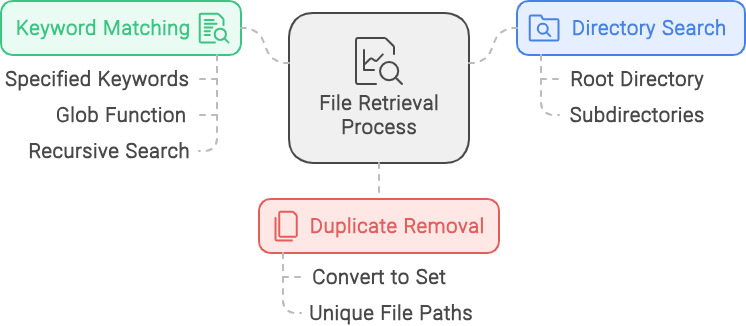 Keyword Matching
Specified Keywords
Glob Function
Recursive Search
File Retrieval
Process
Directory Search
Root Directory
Subdirectories
Duplicate Removal
Convert to Set
Unique File Paths